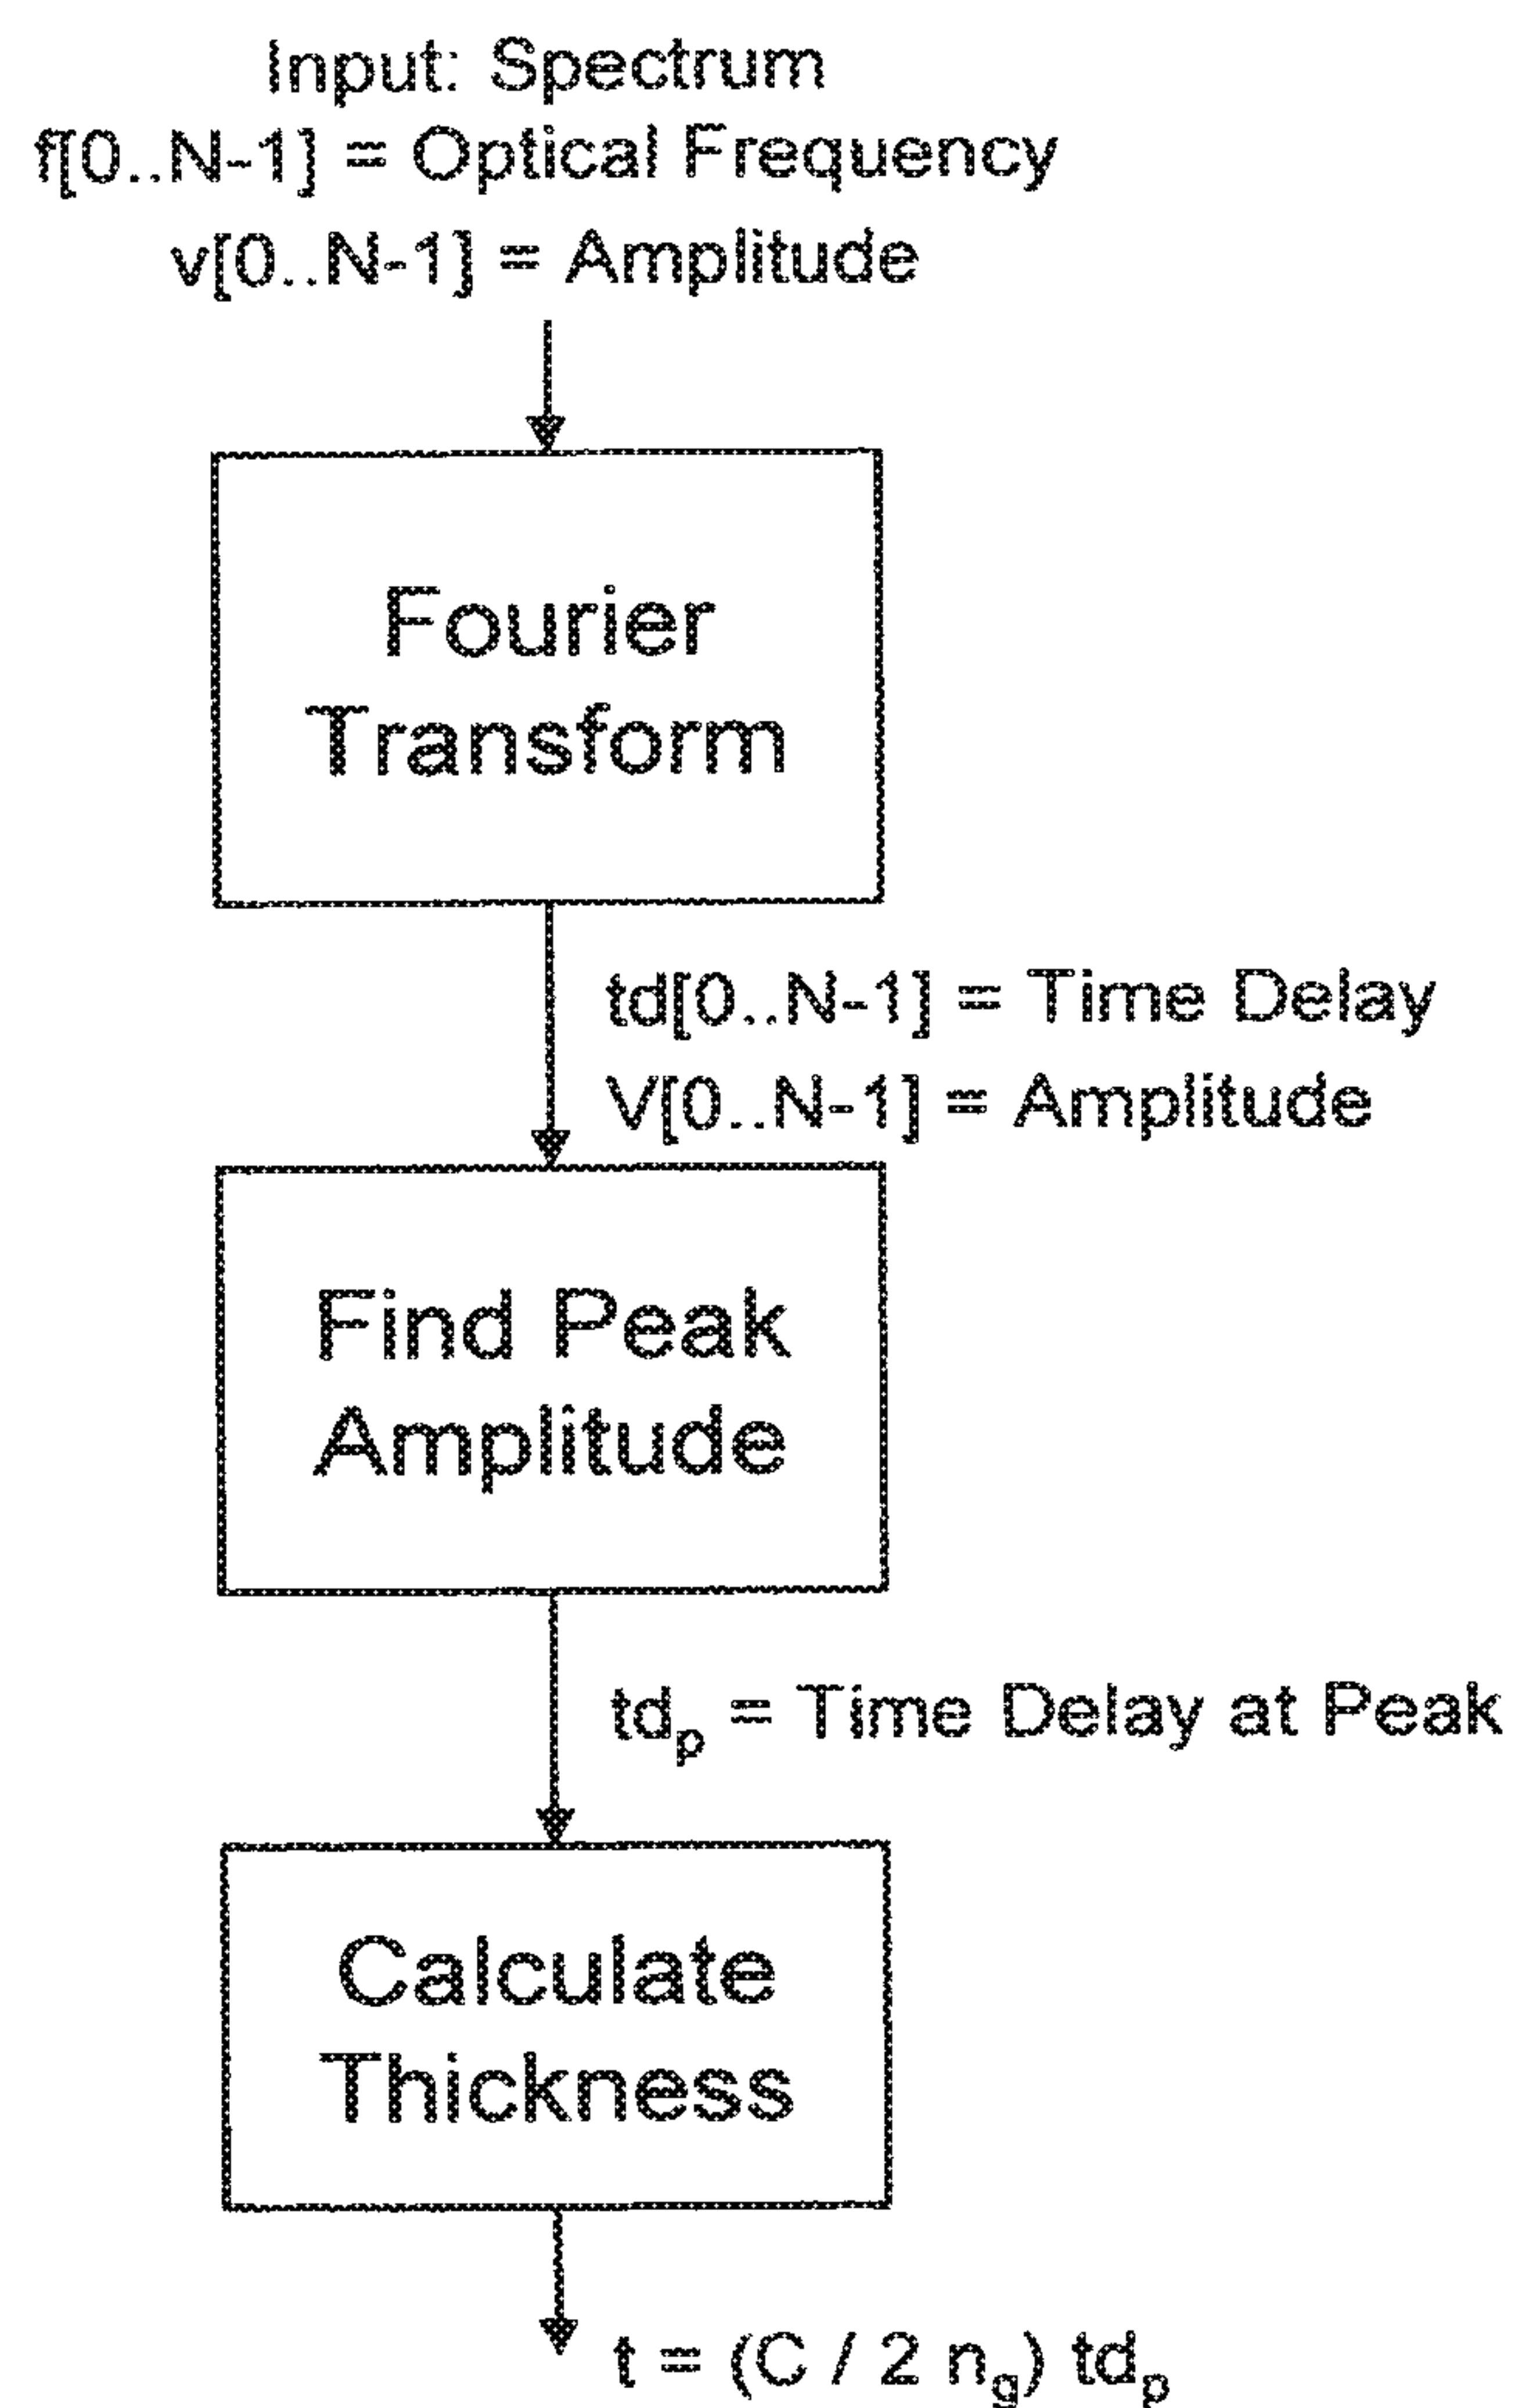 Input: Spectrum
f[0..N-1] = Optical Frequency
v[0..N-1] = Amplitude
Fourier
Transform
td[0..N-1] = Time Delay
V[0..N-1] = Amplitude
Find Peak
Amplitude
td_p = Time Delay at Peak
Calculate
Thickness
t = (C / 2 n_g) td_p